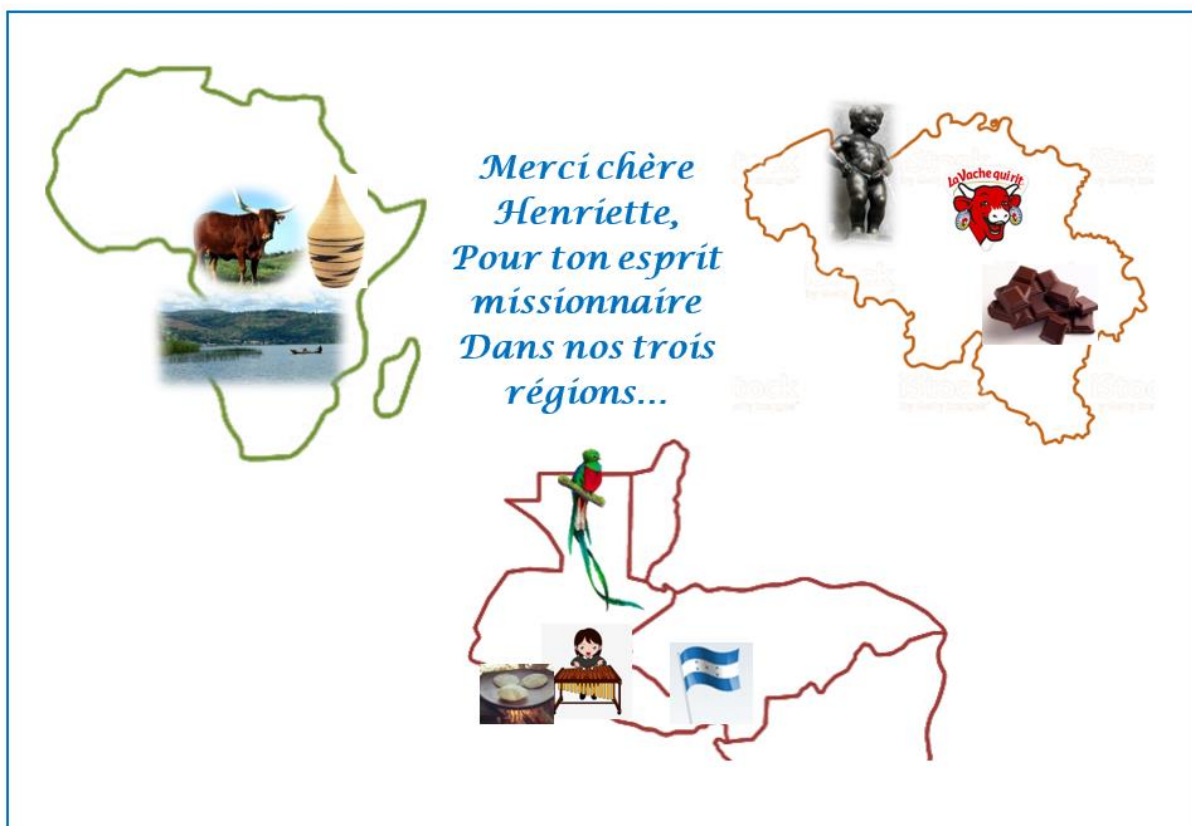 Merci chère
Henriette,
Pour ton esprit
missionnaire
Dans nos trois
régions...
La Vache qui rit